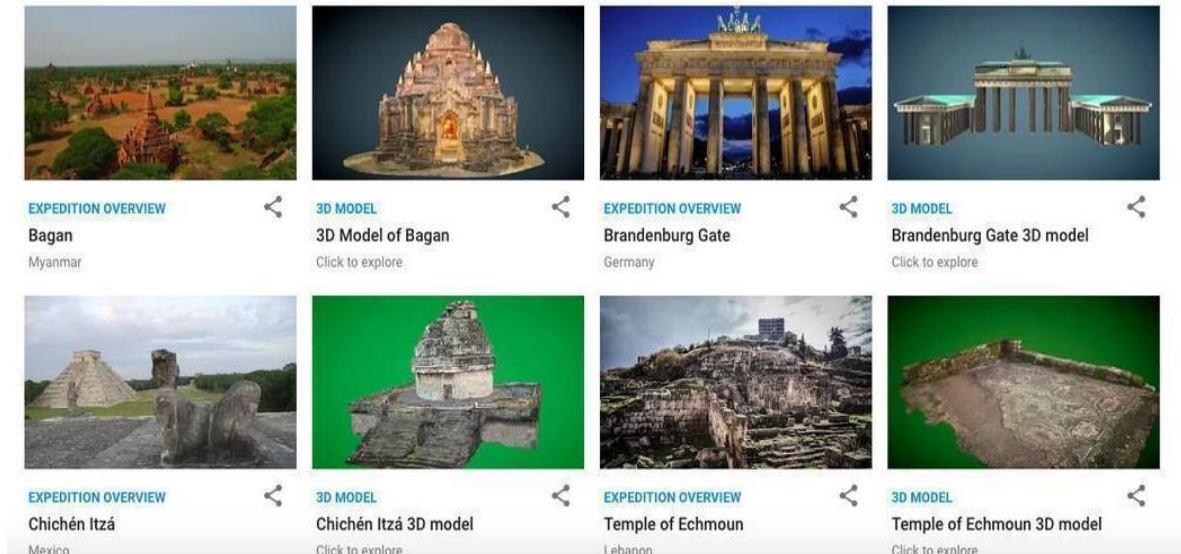 EXPEDITION OVERVIEW
Bagan
Myanmar
3D MODEL
3D Model of Bagan
Click to explore
EXPEDITION OVERVIEW
Brandenburg Gate
Germany
3D MODEL
Brandenburg Gate 3D model
Click to explore
EXPEDITION OVERVIEW
Chichén Itzá
Mexico
3D MODEL
Chichén Itzá 3D model
Click to explore
EXPEDITION OVERVIEW
Temple of Echmoun
Lebanon
3D MODEL
Temple of Echmoun 3D model
Click to explore